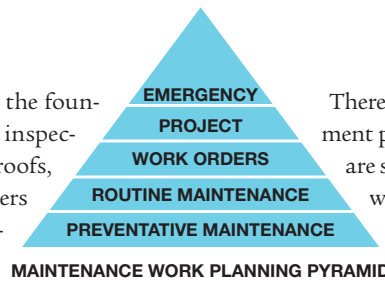 EMERGENCY
PROJECT
WORK ORDERS
ROUTINE MAINTENANCE
PREVENTATIVE MAINTENANCE
MAINTENANCE WORK PLANNING PYRAMID
the foun-
inspec-
roofs,
ers
-
There
ment p
are s
w